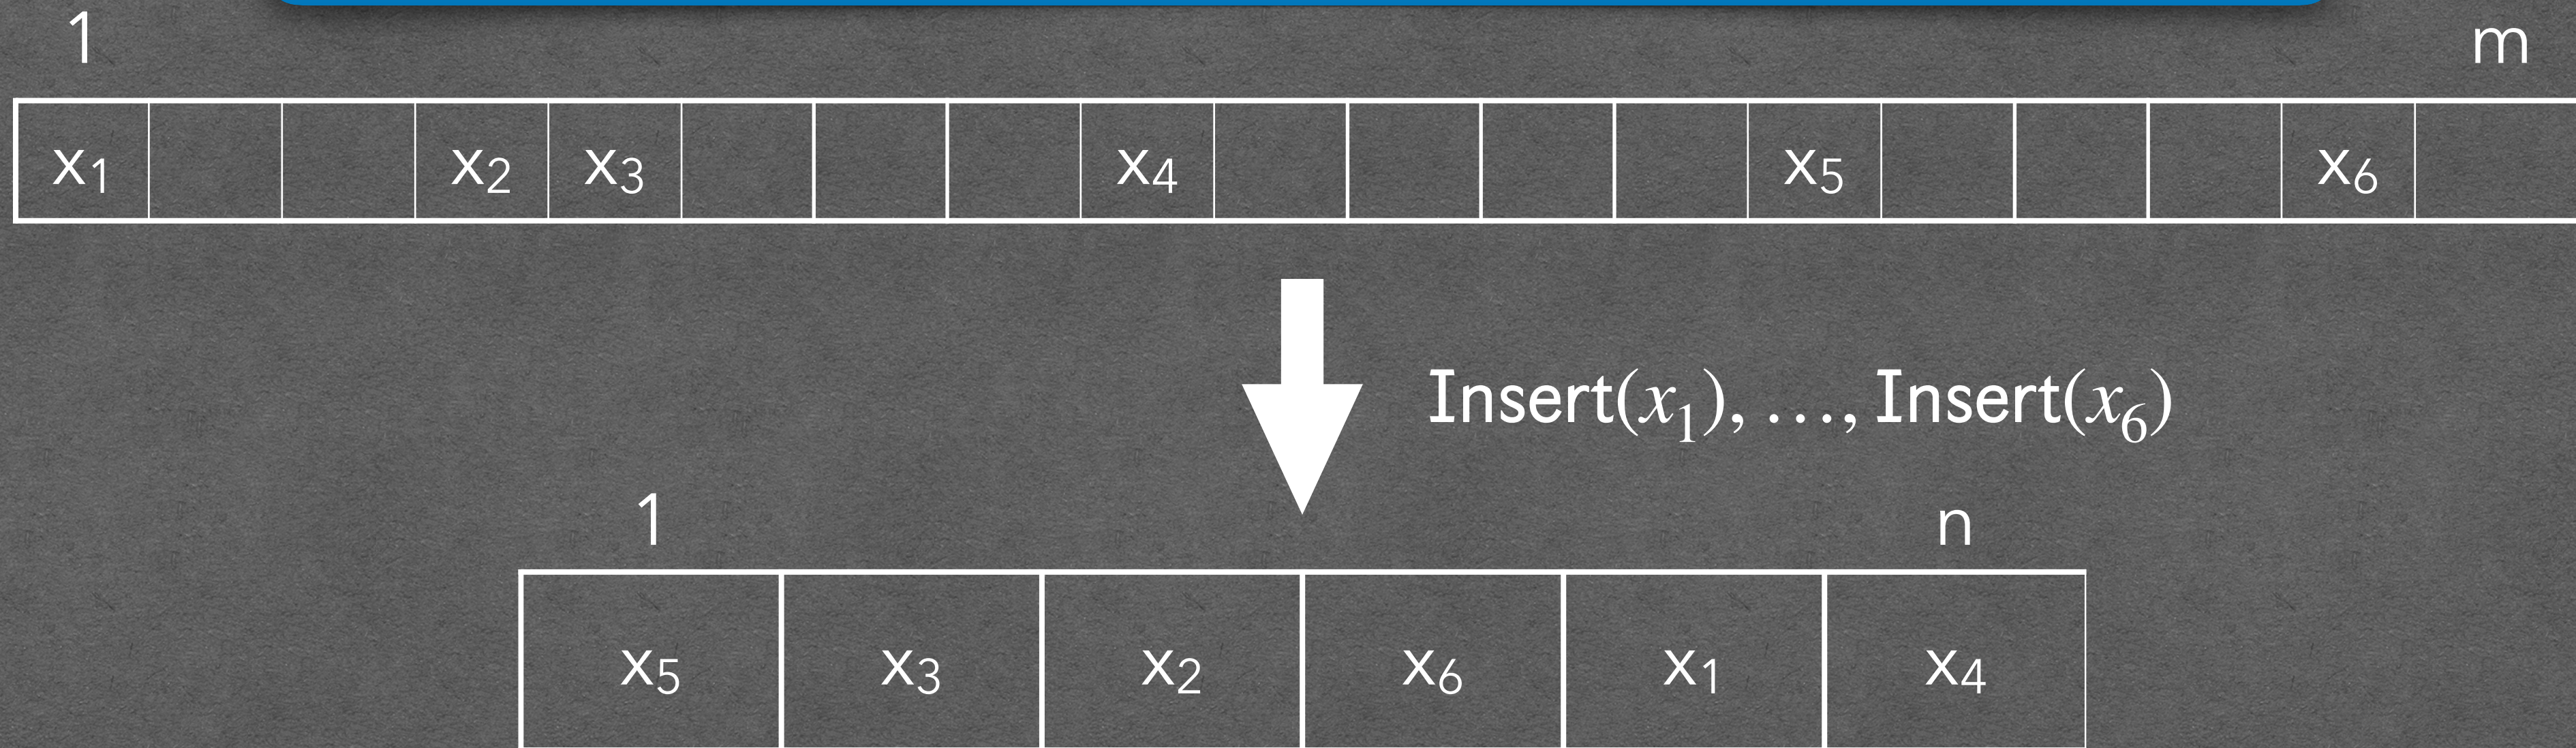 1 m
x₁ x₂ x₃ x₄ x₅ x₆
Insert(x₁), …, Insert(x₆)
1 n
x₅ x₃ x₂ x₆ x₁ x₄